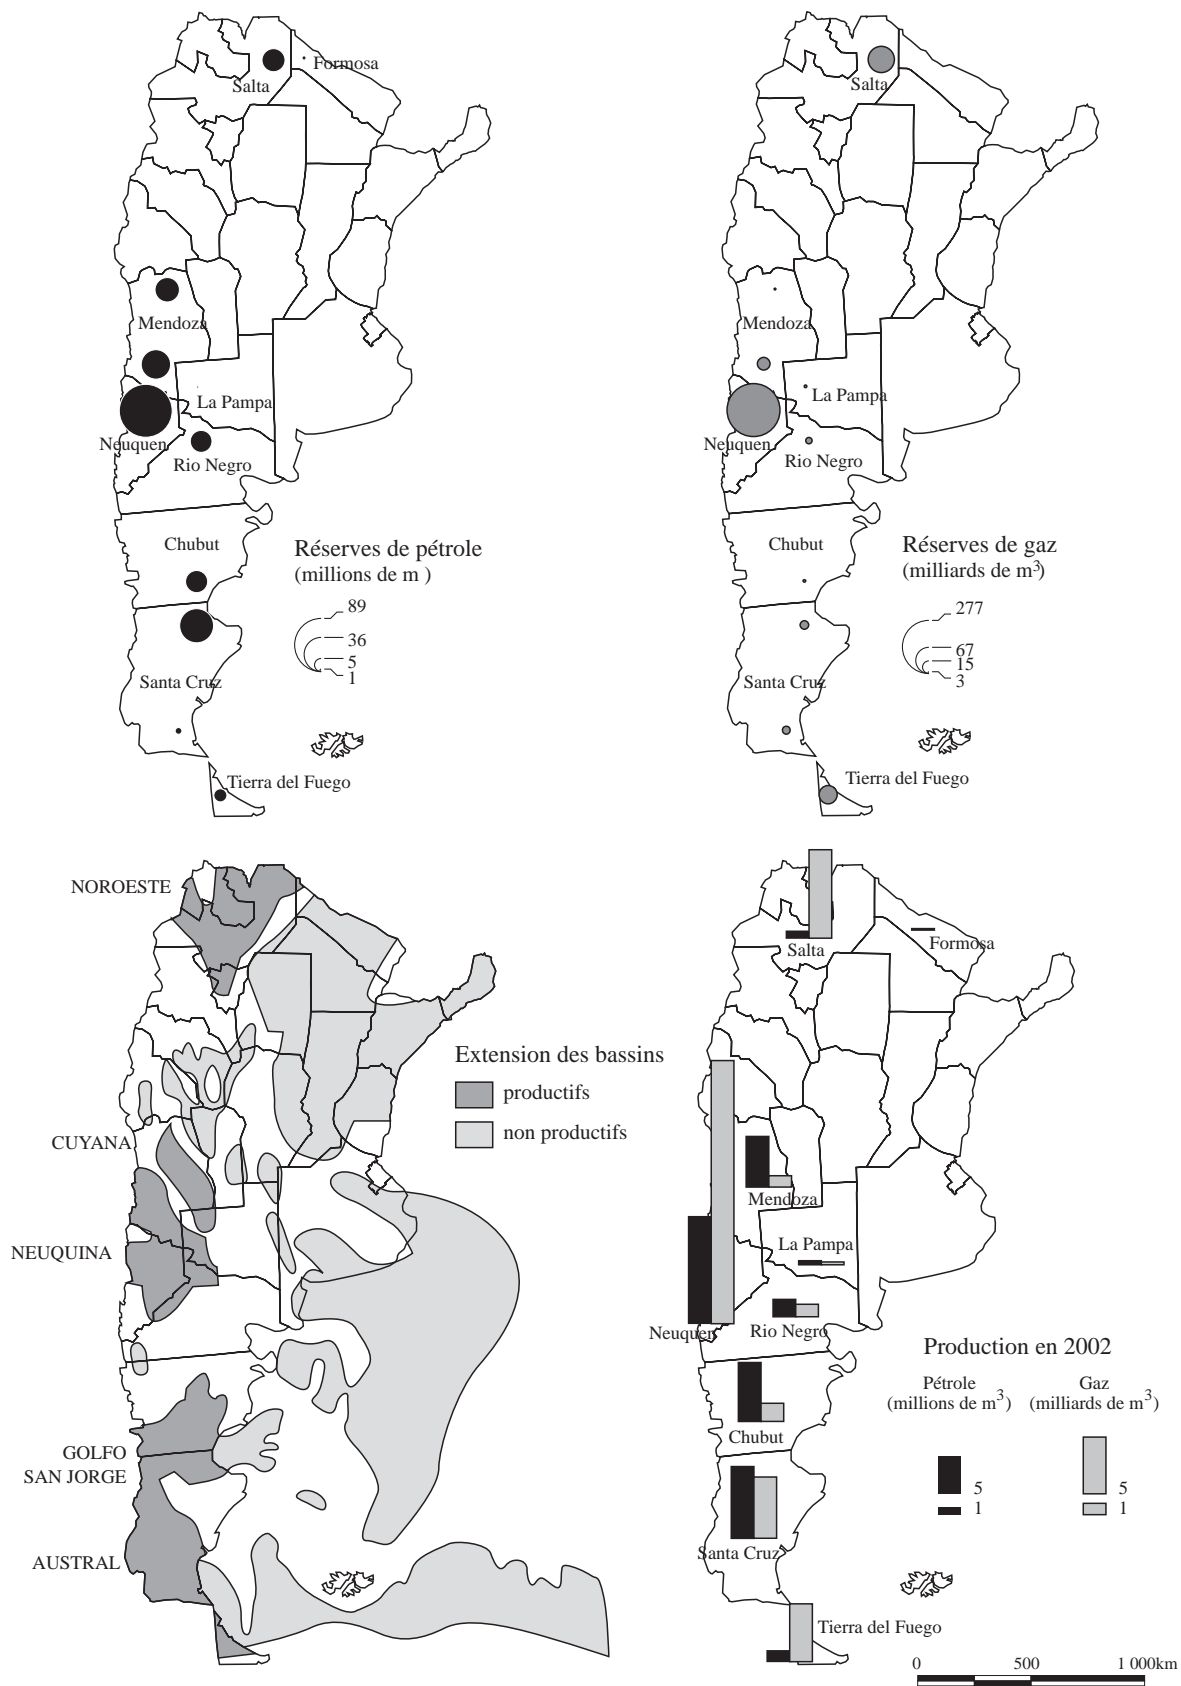 Formosa
Salta
Mendoza
La Pampa
Neuquen
Rio Negro
Chubut
Réserves de pétrole
(millions de m )
89
36
5
1
Santa Cruz
Tierra del Fuego
Salta
Mendoza
La Pampa
Neuquen
Rio Negro
Chubut
Réserves de gaz
(milliards de m³)
277
67
15
3
Santa Cruz
Tierra del Fuego
NOROESTE
Extension des bassins
productifs
non productifs
CUYANA
NEUQUINA
GOLFO
SAN JORGE
AUSTRAL
Salta
Formosa
Mendoza
La Pampa
Neuquen
Rio Negro
Chubut
Santa Cruz
Tierra del Fuego
Production en 2002
Pétrole Gaz
(millions de m³) (milliards de m³)
5 5
1 1
0 500 1 000km